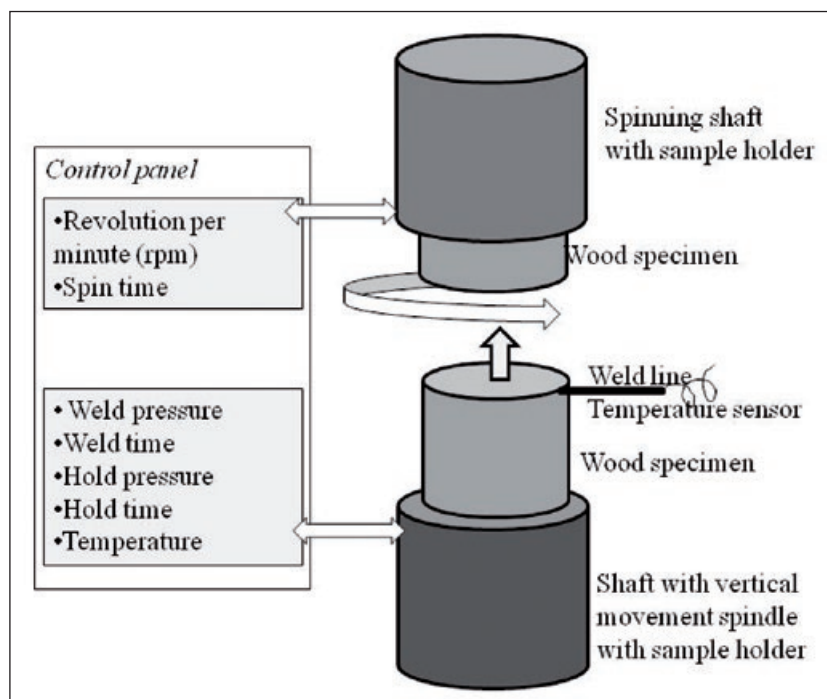 Control panel
•Revolution per
minute (rpm)
•Spin time
• Weld pressure
•Weld time
•Hold pressure
•Hold time
•Temperature
Spinning shaft
with sample holder
Wood specimen
Weld line
Temperature sensor
Wood specimen
Shaft with vertical
movement spindle
with sample holder